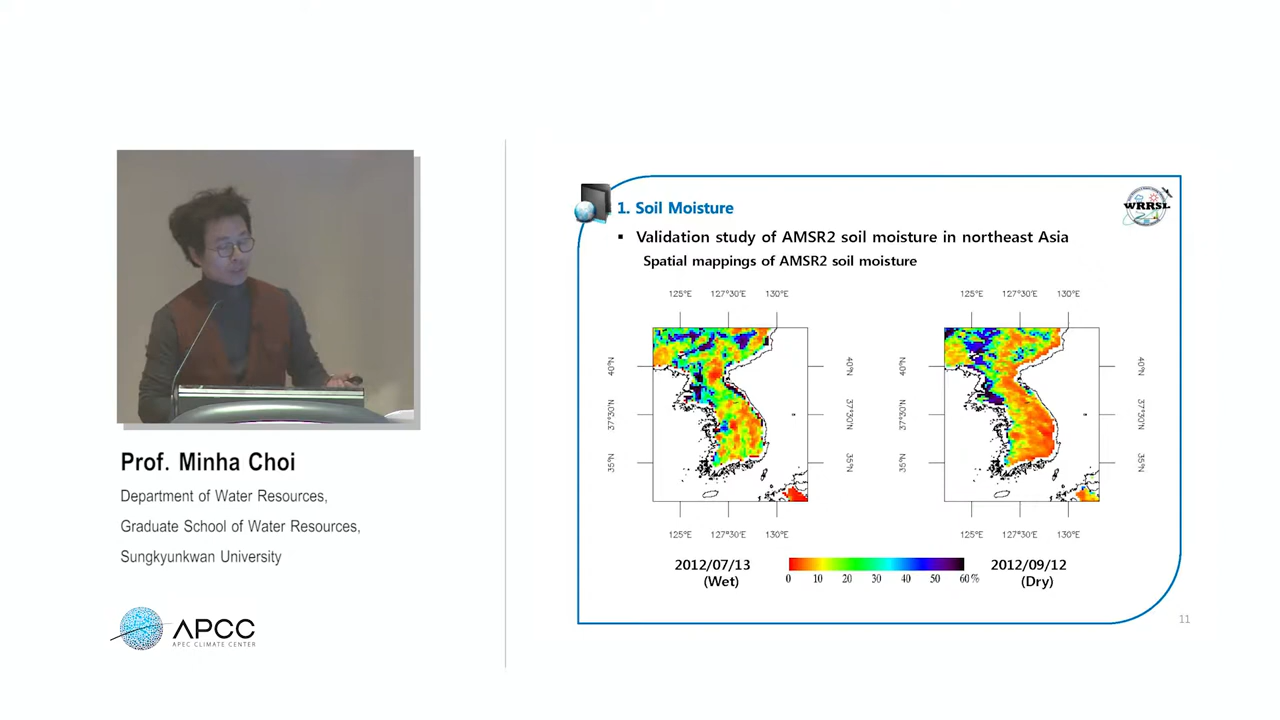 Prof. Minha Choi
Department of Water Resources,
Graduate School of Water Resources,
Sungkyunkwan University
APCC
APEC CLIMATE CENTER
1. Soil Moisture
WRRSL
▪ Validation study of AMSR2 soil moisture in northeast Asia
Spatial mappings of AMSR2 soil moisture
125°E 127°30'E 130°E
125°E 127°30'E 130°E
40°N 40°N 40°N 40°N
37°30'N 37°30'N 37°30'N 37°30'N
35°N 35°N 35°N 35°N
125°E 127°30'E 130°E
125°E 127°30'E 130°E
2012/07/13
(Wet)
0 10 20 30 40 50 60%
2012/09/12
(Dry)
11